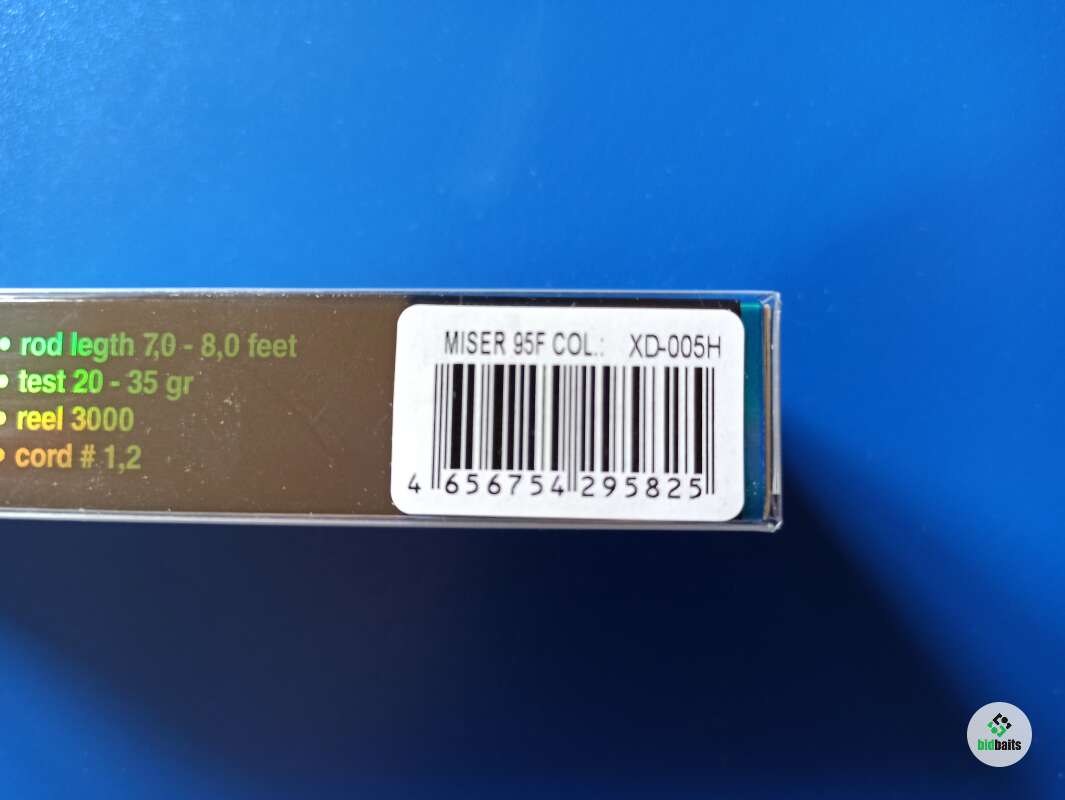 • rod legth 7,0 - 8,0 feet
• test 20 - 35 gr
• reel 3000
• cord # 1,2
MISER 95F COL.: XD-005H
4 656754 295825
bidbaits